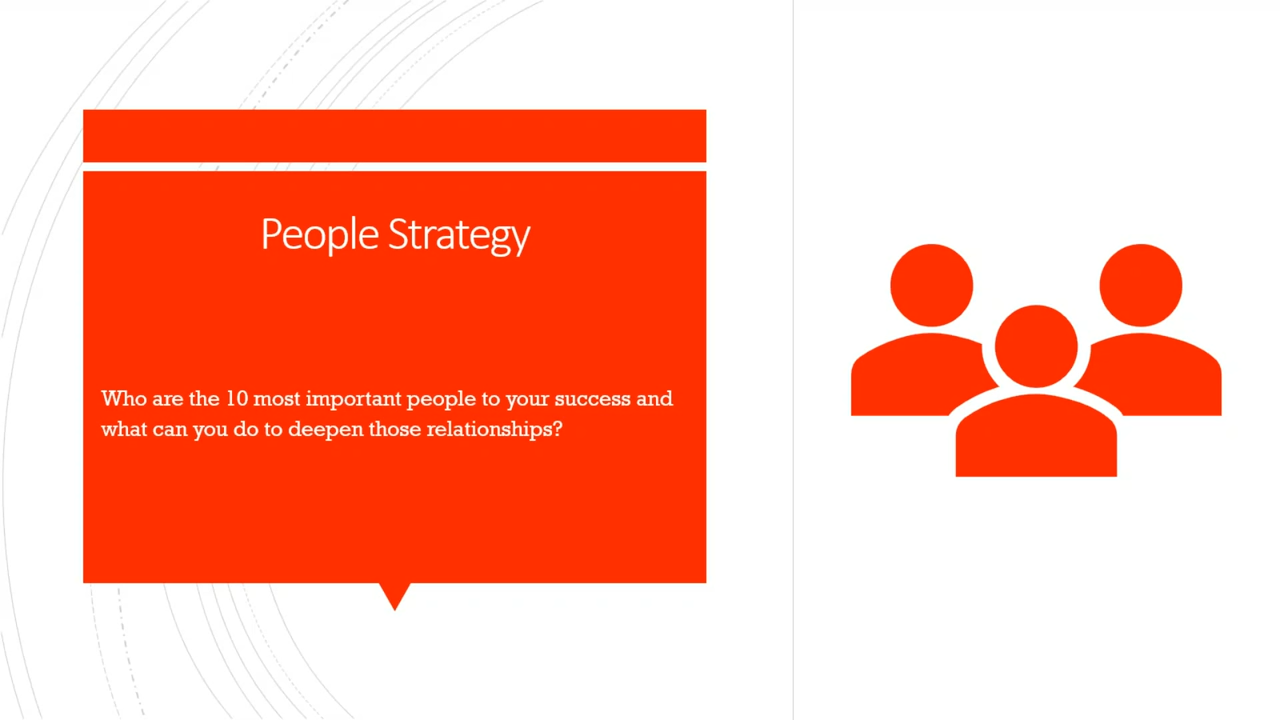 People Strategy
Who are the 10 most important people to your success and
what can you do to deepen those relationships?